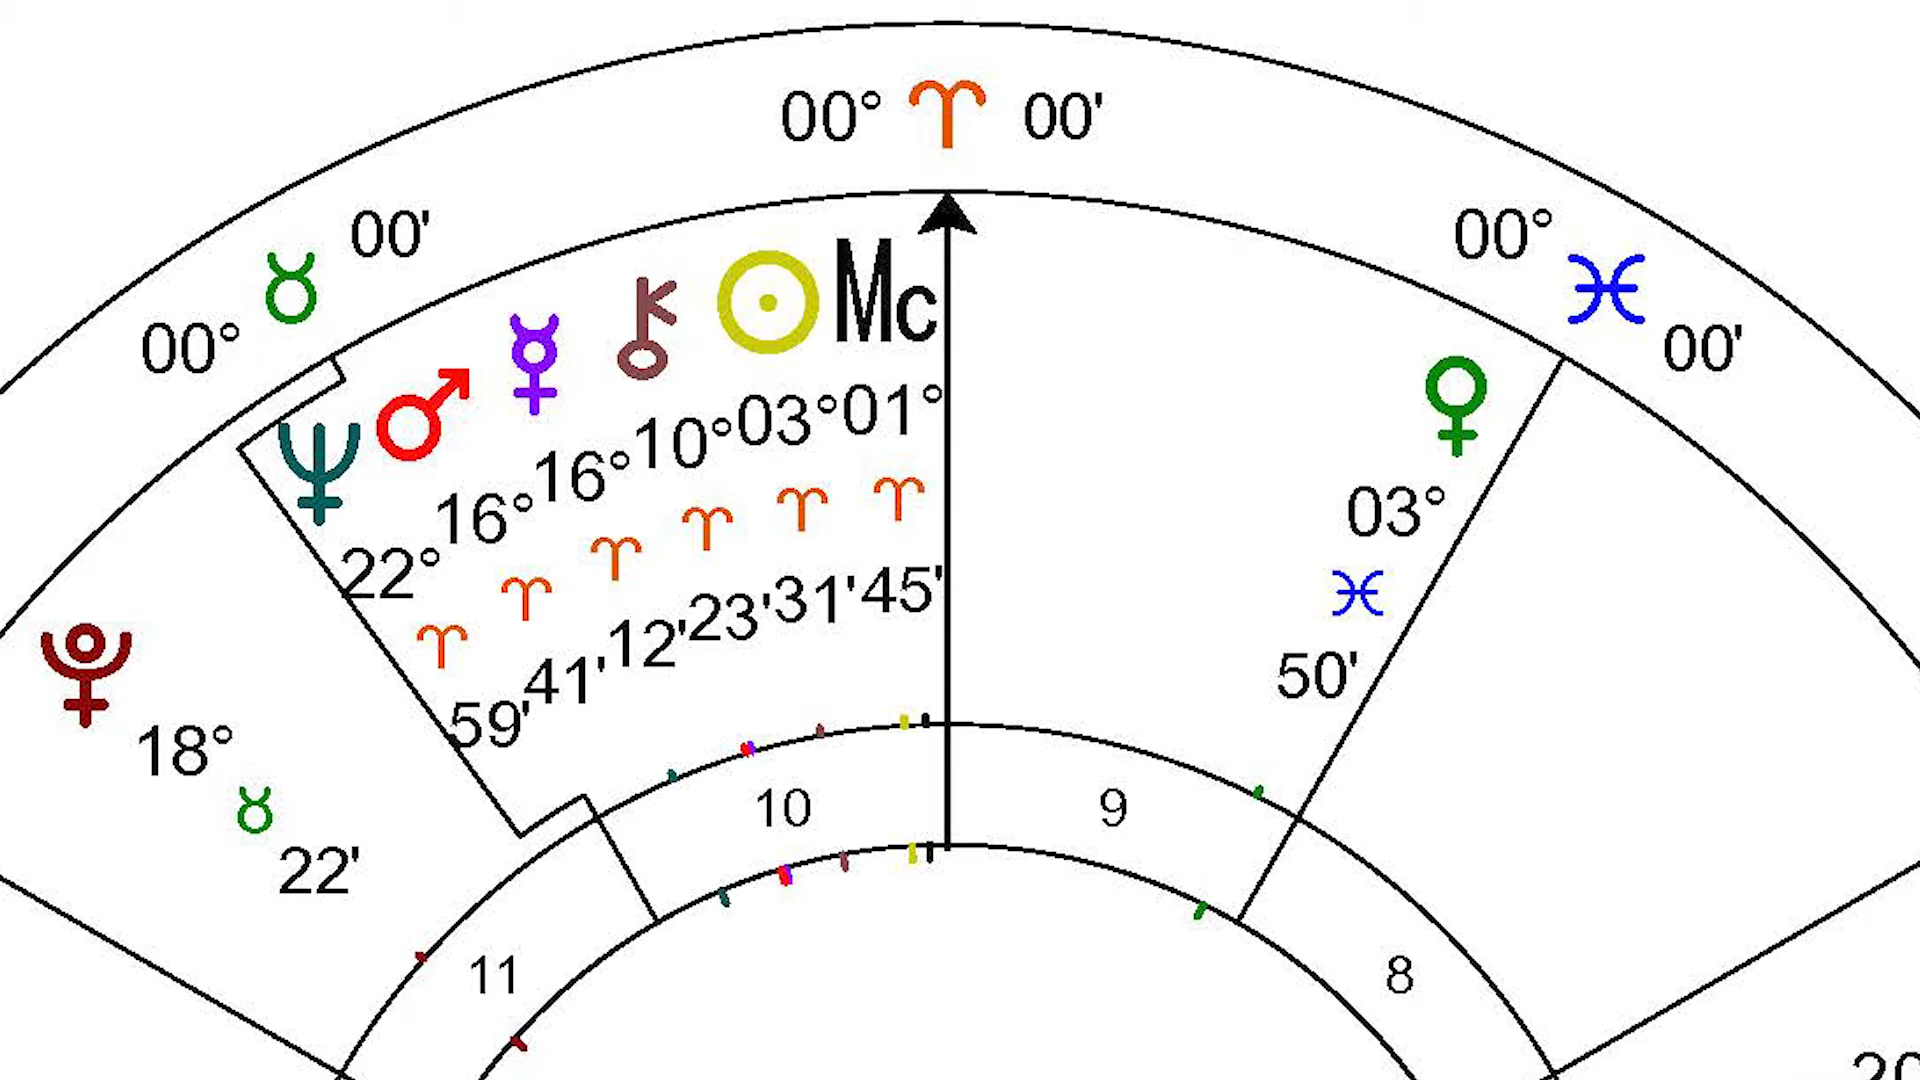 00° ♈ 00'
00° ♉ 00'
00° ♓ 00'
♆ ♂ ☿ ⚷ ☉ Mc
22° 16° 16° 10° 03° 01°
♈ ♈ ♈ ♈ ♈ ♈
59' 41' 12' 23' 31' 45'
♀
03°
♓
50'
♇
18°
♉
22'
10
9
11
8